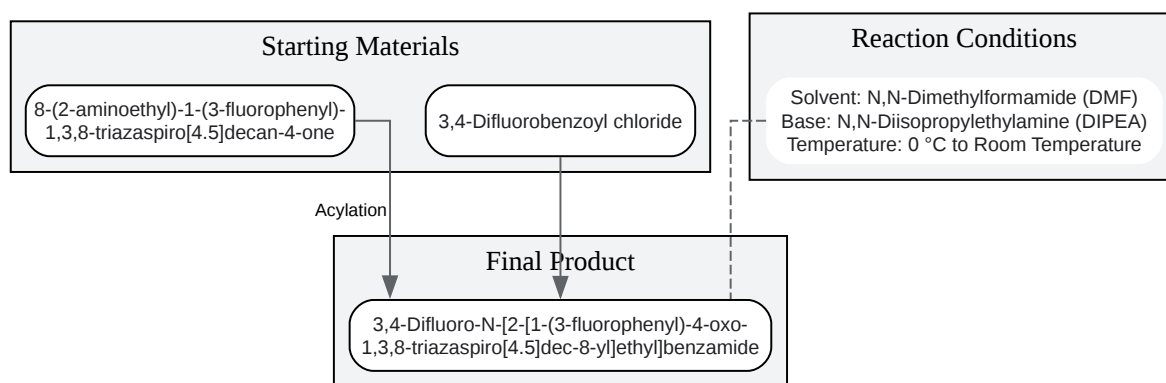 Starting Materials
8-(2-aminoethyl)-1-(3-fluorophenyl)-
1,3,8-triazaspiro[4.5]decan-4-one
3,4-Difluorobenzoyl chloride
Reaction Conditions
Solvent: N,N-Dimethylformamide (DMF)
Base: N,N-Diisopropylethylamine (DIPEA)
Temperature: 0 °C to Room Temperature
Acylation
Final Product
3,4-Difluoro-N-[2-[1-(3-fluorophenyl)-4-oxo-
1,3,8-triazaspiro[4.5]dec-8-yl]ethyl]benzamide